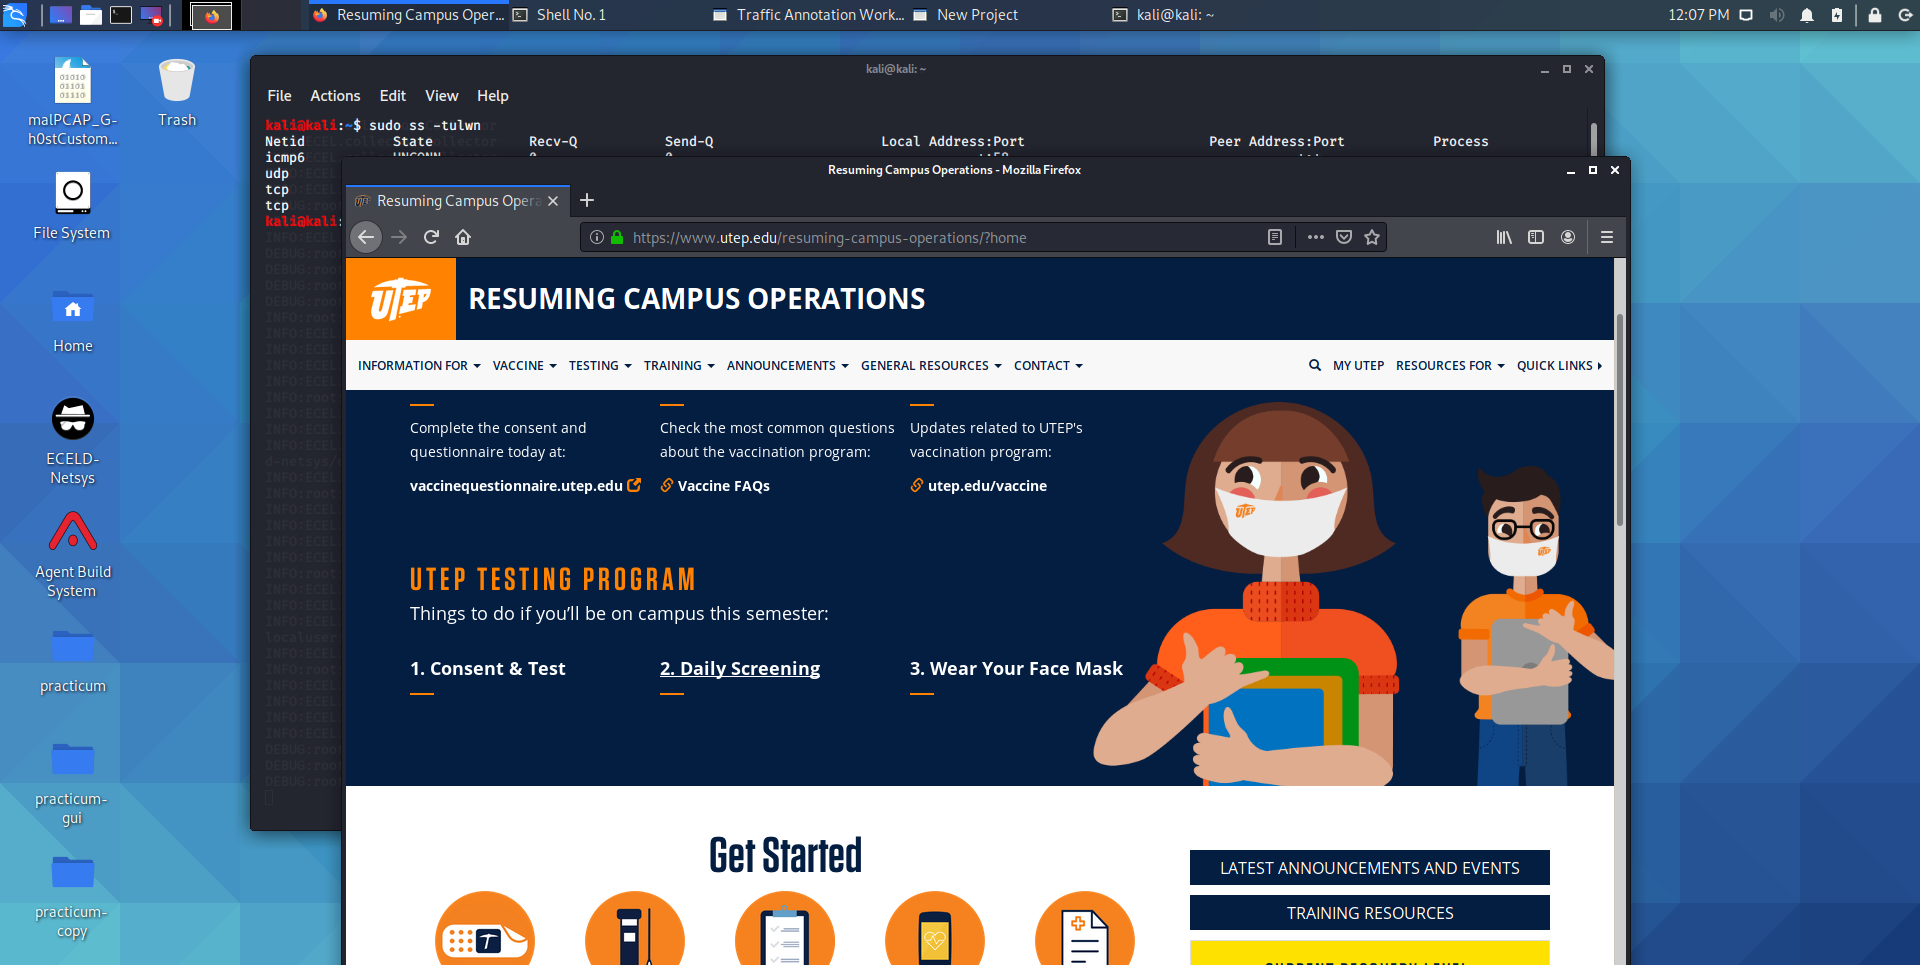 Resuming Campus Oper...
Shell No. 1
Traffic Annotation Work...
New Project
kali@kali: ~
12:07 PM
malPCAP_G-
h0stCustom...
Trash
File System
Home
ECELD-
Netsys
Agent Build
System
practicum
practicum-
gui
practicum-
copy
kali@kali: ~
File Actions Edit View Help
kali@kali:~$ sudo ss -tulwn
Netid State Recv-Q Send-Q Local Address:Port Peer Address:Port Process
icmp6 UNCONN
udp
tcp
tcp
kali@kali:
Resuming Campus Operations - Mozilla Firefox
Resuming Campus Opera
https://www.utep.edu/resuming-campus-operations/?home
UTEP
RESUMING CAMPUS OPERATIONS
INFORMATION FOR VACCINE TESTING TRAINING ANNOUNCEMENTS GENERAL RESOURCES CONTACT MY UTEP RESOURCES FOR QUICK LINKS
Complete the consent and
questionnaire today at:
vaccinequestionnaire.utep.edu
Check the most common questions
about the vaccination program:
Vaccine FAQs
Updates related to UTEP's
vaccination program:
utep.edu/vaccine
UTEP
UTEP
UTEP TESTING PROGRAM
Things to do if you’ll be on campus this semester:
1. Consent & Test
2. Daily Screening
3. Wear Your Face Mask
Get Started
LATEST ANNOUNCEMENTS AND EVENTS
TRAINING RESOURCES
CURRENT RECOVERY LEVEL